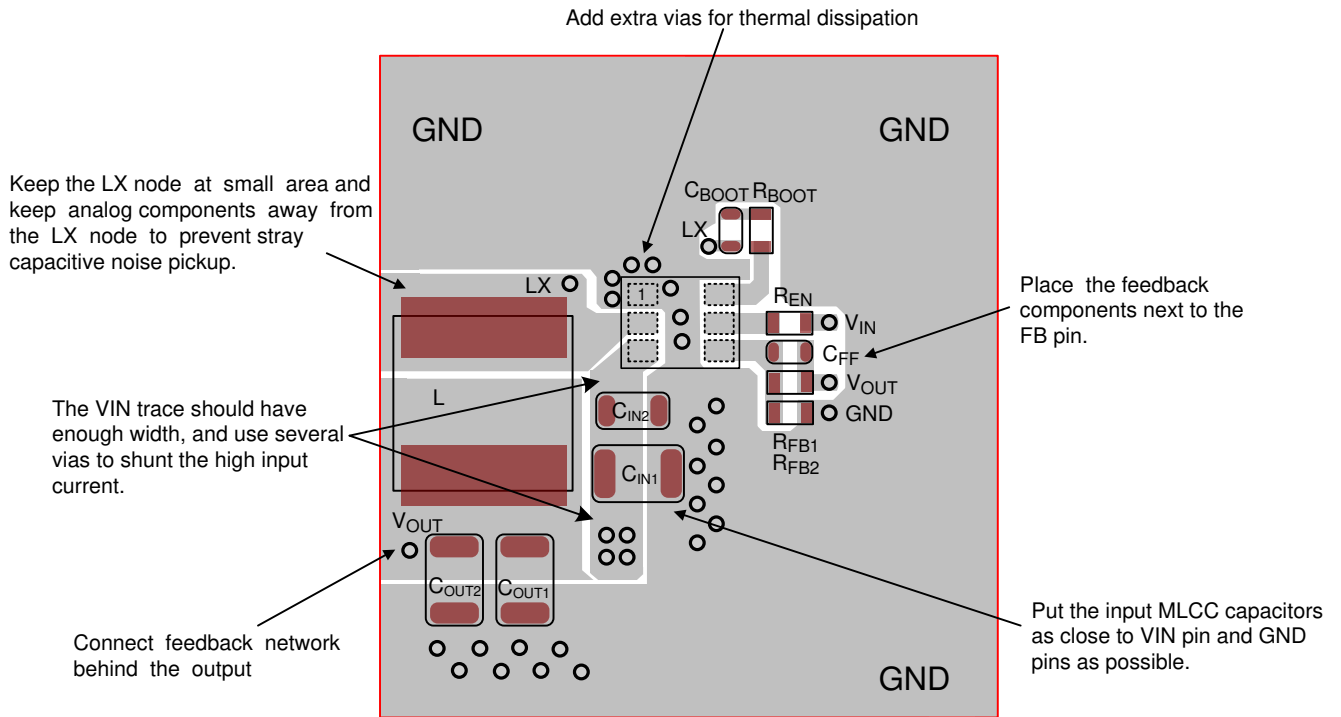 Add extra vias for thermal dissipation
GND
GND
Keep the LX node at small area and
keep analog components away from
the LX node to prevent stray
capacitive noise pickup.
CBOOT RBOOT
LX
LX
1
REN
VIN
CFF
VOUT
GND
RFB1
RFB2
Place the feedback
components next to the
FB pin.
L
CIN2
CIN1
The VIN trace should have
enough width, and use several
vias to shunt the high input
current.
VOUT
COUT2
COUT1
Connect feedback network
behind the output
Put the input MLCC capacitors
as close to VIN pin and GND
pins as possible.
GND